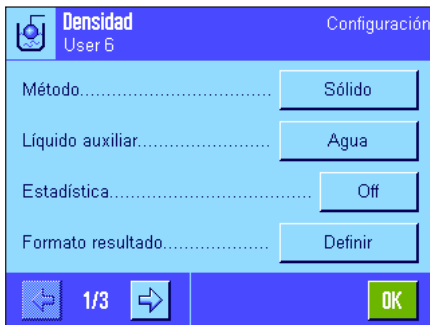 Densidad Configuración
User 6
Método.................................... Sólido
Líquido auxiliar........................ Agua
Estadística........................................ Off
Formato resultado................... Definir
1/3 OK